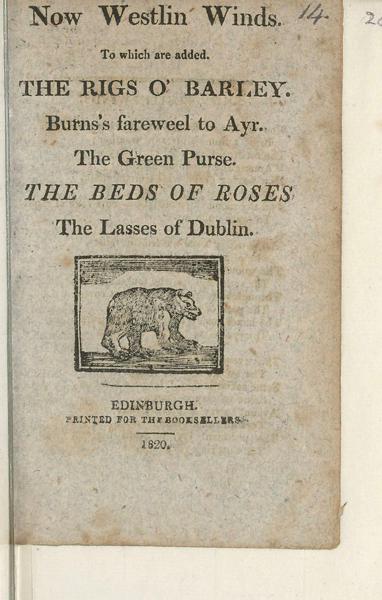 Now Westlin Winds.
14.
To which are added.
THE RIGS O' BARLEY.
Burns's fareweel to Ayr.
The Green Purse.
THE BEDS OF ROSES
The Lasses of Dublin.
EDINBURGH.
PRINTED FOR THE BOOKSELLERS.
1820.